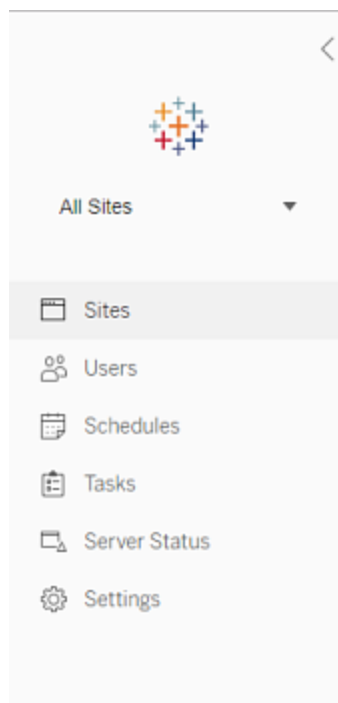 All Sites
Sites
Users
Schedules
Tasks
Server Status
Settings